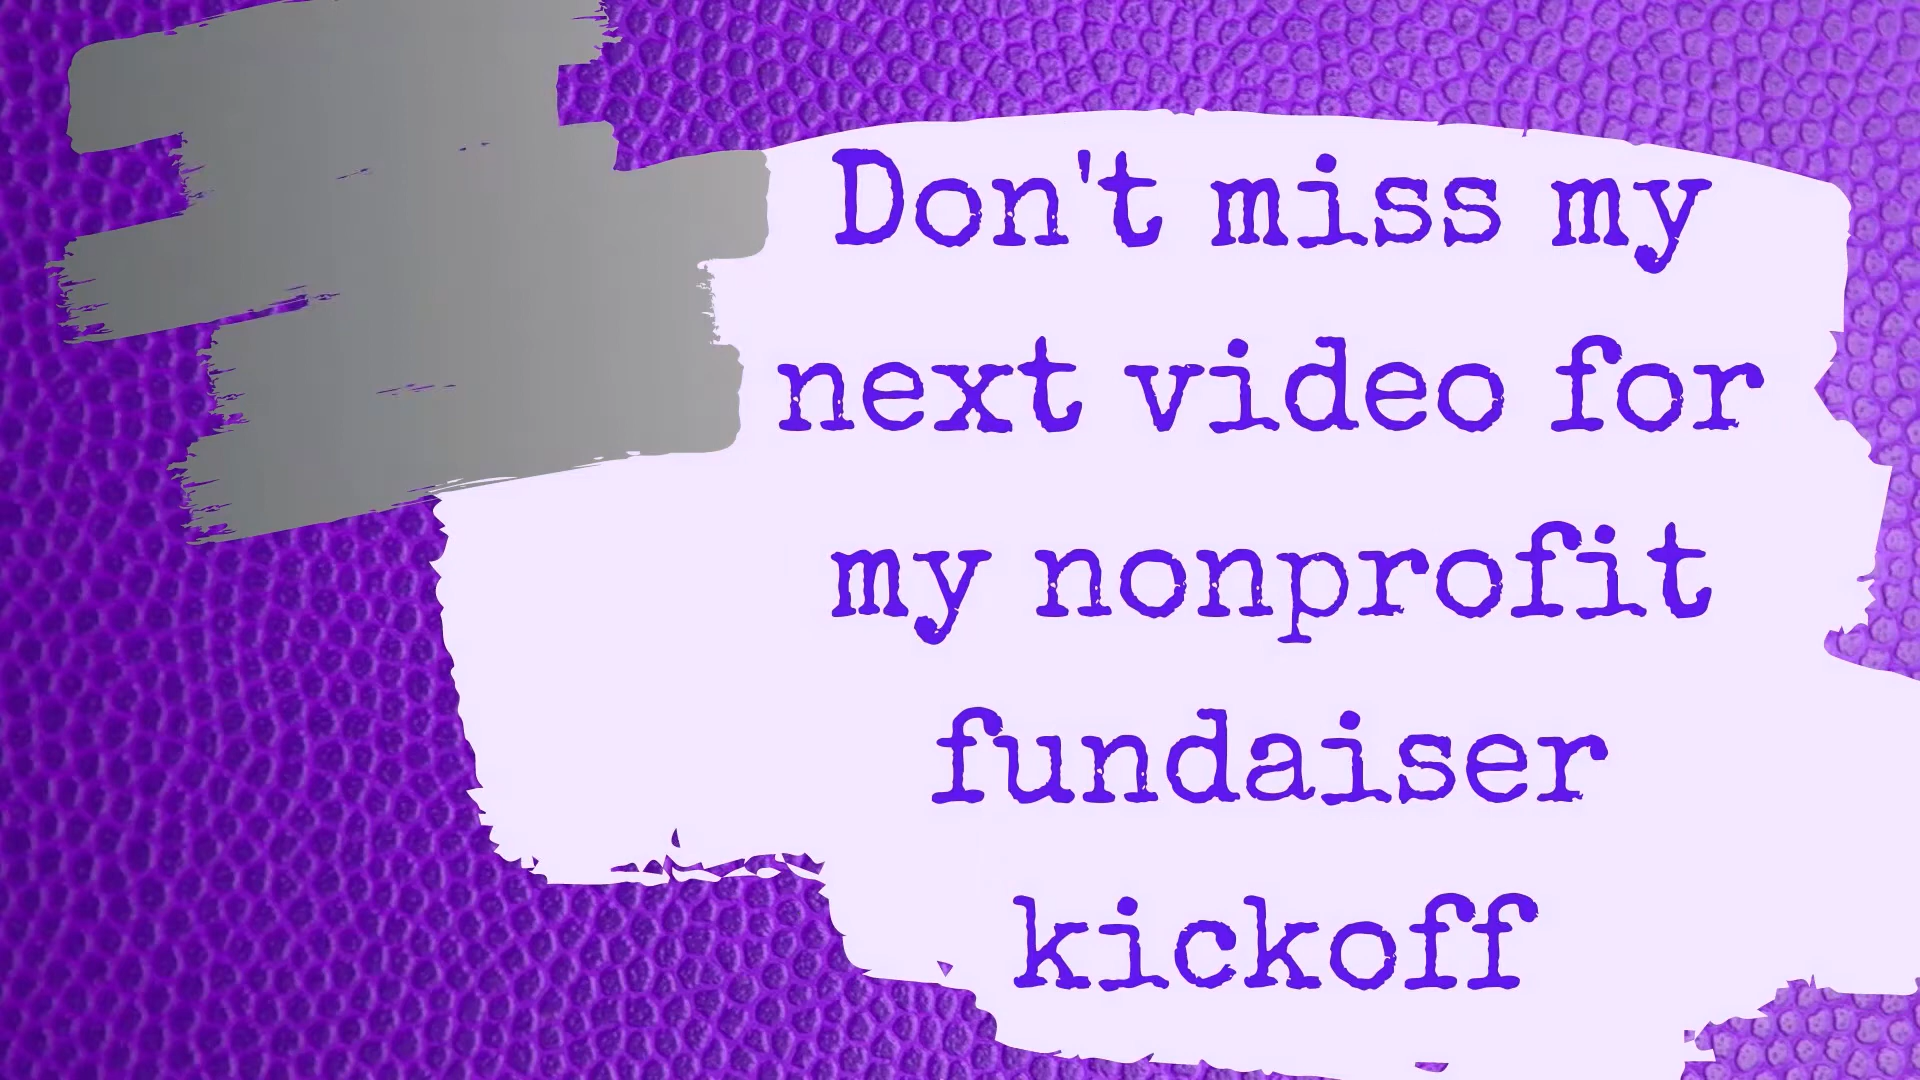 Don't miss my
next video for
my nonprofit
fundaiser
kickoff